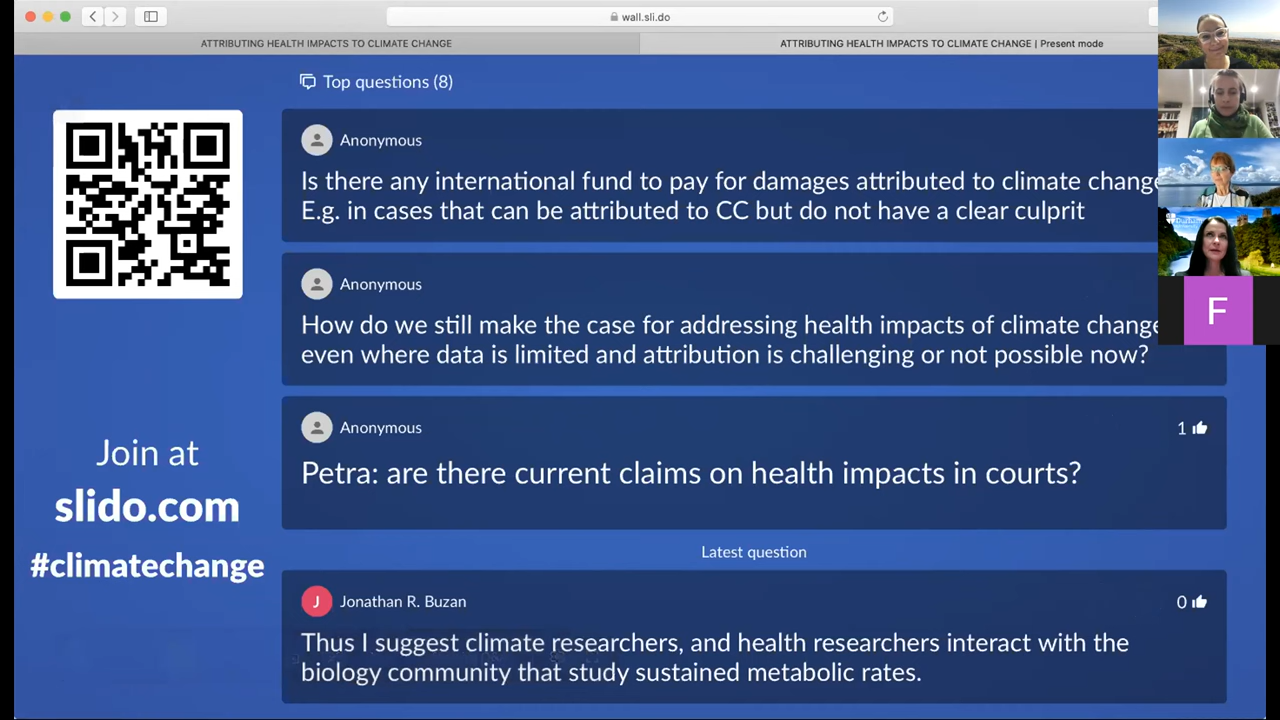 wall.sli.do
ATTRIBUTING HEALTH IMPACTS TO CLIMATE CHANGE
ATTRIBUTING HEALTH IMPACTS TO CLIMATE CHANGE | Present mode
Top questions (8)
Anonymous
Is there any international fund to pay for damages attributed to climate change
E.g. in cases that can be attributed to CC but do not have a clear culprit
Anonymous
How do we still make the case for addressing health impacts of climate change
even where data is limited and attribution is challenging or not possible now?
Anonymous
1
Petra: are there current claims on health impacts in courts?
Latest question
J
Jonathan R. Buzan
0
Thus I suggest climate researchers, and health researchers interact with the
biology community that study sustained metabolic rates.
Join at
slido.com
#climatechange
F